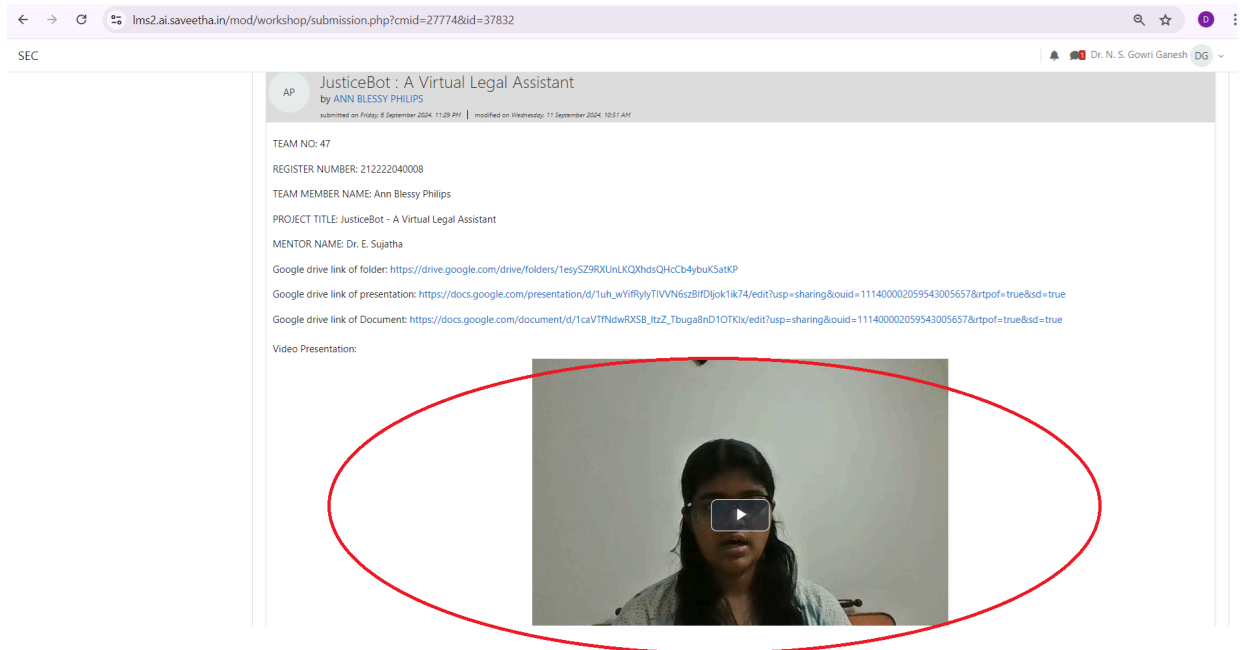 lms2.ai.saveetha.in/mod/workshop/submission.php?cmid=27774&id=37832
D
SEC
1
Dr. N. S. Gowri Ganesh DG
AP
JusticeBot : A Virtual Legal Assistant
by ANN BLESSY PHILIPS
submitted on Friday, 6 September 2024, 11:29 PM | modified on Wednesday, 11 September 2024, 10:51 AM
TEAM NO: 47
REGISTER NUMBER: 212222040008
TEAM MEMBER NAME: Ann Blessy Philips
PROJECT TITLE: JusticeBot - A Virtual Legal Assistant
MENTOR NAME: Dr. E. Sujatha
Google drive link of folder: https://drive.google.com/drive/folders/1esySZ9RXUnLKQXhdsQHcCb4ybuK5atKP
Google drive link of presentation: https://docs.google.com/presentation/d/1uh_wYifRylyTIVVN6szBIfDljok1ik74/edit?usp=sharing&ouid=111400002059543005657&rtpof=true&sd=true
Google drive link of Document: https://docs.google.com/document/d/1caVTfNdwRXSB_ItzZ_Tbuga8nD1OTKlx/edit?usp=sharing&ouid=111400002059543005657&rtpof=true&sd=true
Video Presentation: